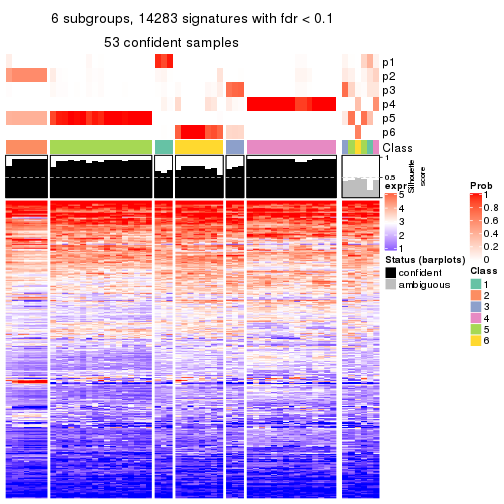 6 subgroups, 14283 signatures with fdr < 0.1
53 confident samples
p1
p2
p3
p4
p5
p6
Class
1
0.5
0
Silhouette
score
expr
5
4
3
2
1
Status (barplots)
confident
ambiguous
Prob
1
0.8
0.6
0.4
0.2
0
Class
1
2
3
4
5
6